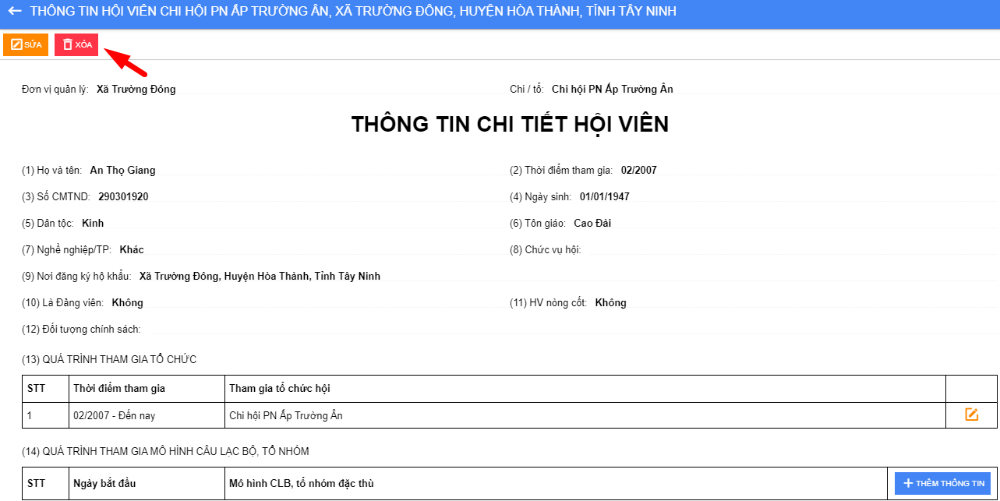 THÔNG TIN HỘI VIÊN CHI HỘI PN ẤP TRƯỜNG ÂN, XÃ TRƯỜNG ĐÔNG, HUYỆN HÒA THÀNH, TỈNH TÂY NINH
SỬA XÓA
Đơn vị quản lý: Xã Trường Đông Chi / tổ: Chi hội PN Ấp Trường Ân
THÔNG TIN CHI TIẾT HỘI VIÊN
(1) Họ và tên: An Thọ Giang (2) Thời điểm tham gia: 02/2007
(3) Số CMTND: 290301920 (4) Ngày sinh: 01/01/1947
(5) Dân tộc: Kinh (6) Tôn giáo: Cao Đài
(7) Nghề nghiệp/TP: Khác (8) Chức vụ hội:
(9) Nơi đăng ký hộ khẩu: Xã Trường Đông, Huyện Hòa Thành, Tỉnh Tây Ninh
(10) Là Đảng viên: Không (11) HV nòng cốt: Không
(12) Đối tượng chính sách:
(13) QUÁ TRÌNH THAM GIA TỔ CHỨC
STT Thời điểm tham gia Tham gia tổ chức hội
1 02/2007 - Đến nay Chi hội PN Ấp Trường Ân
(14) QUÁ TRÌNH THAM GIA MÔ HÌNH CÂU LẠC BỘ, TỔ NHÓM
STT Ngày bắt đầu Mô hình CLB, tổ nhóm đặc thù THÊM THÔNG TIN